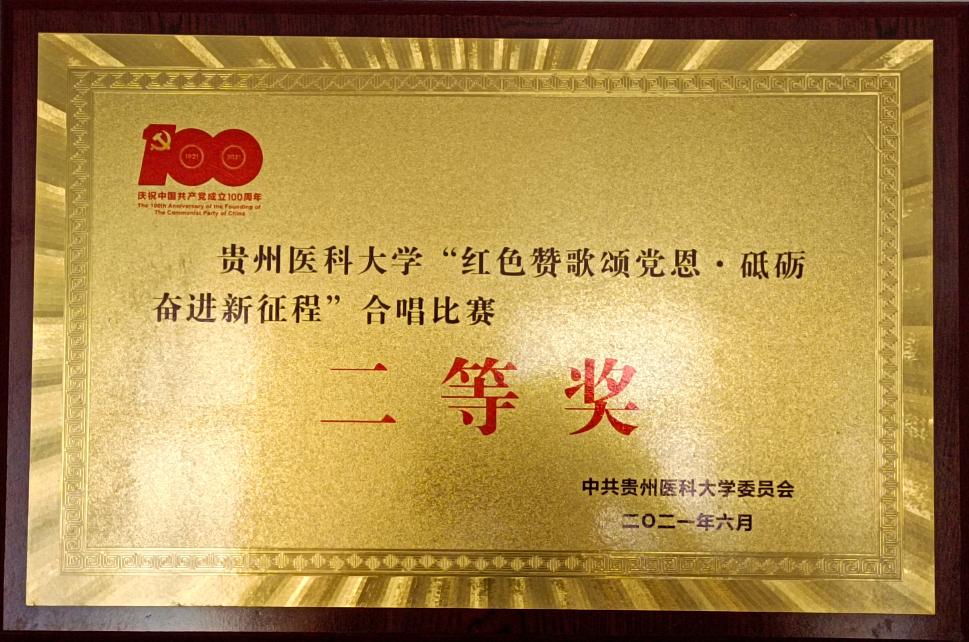 100
1921
2021
庆祝中国共产党成立100周年
The 100th Anniversary of the Founding of
The Communist Party of China
贵州医科大学“红色赞歌颂党恩·砥砺
奋进新征程”合唱比赛
二等奖
中共贵州医科大学委员会
二〇二一年六月